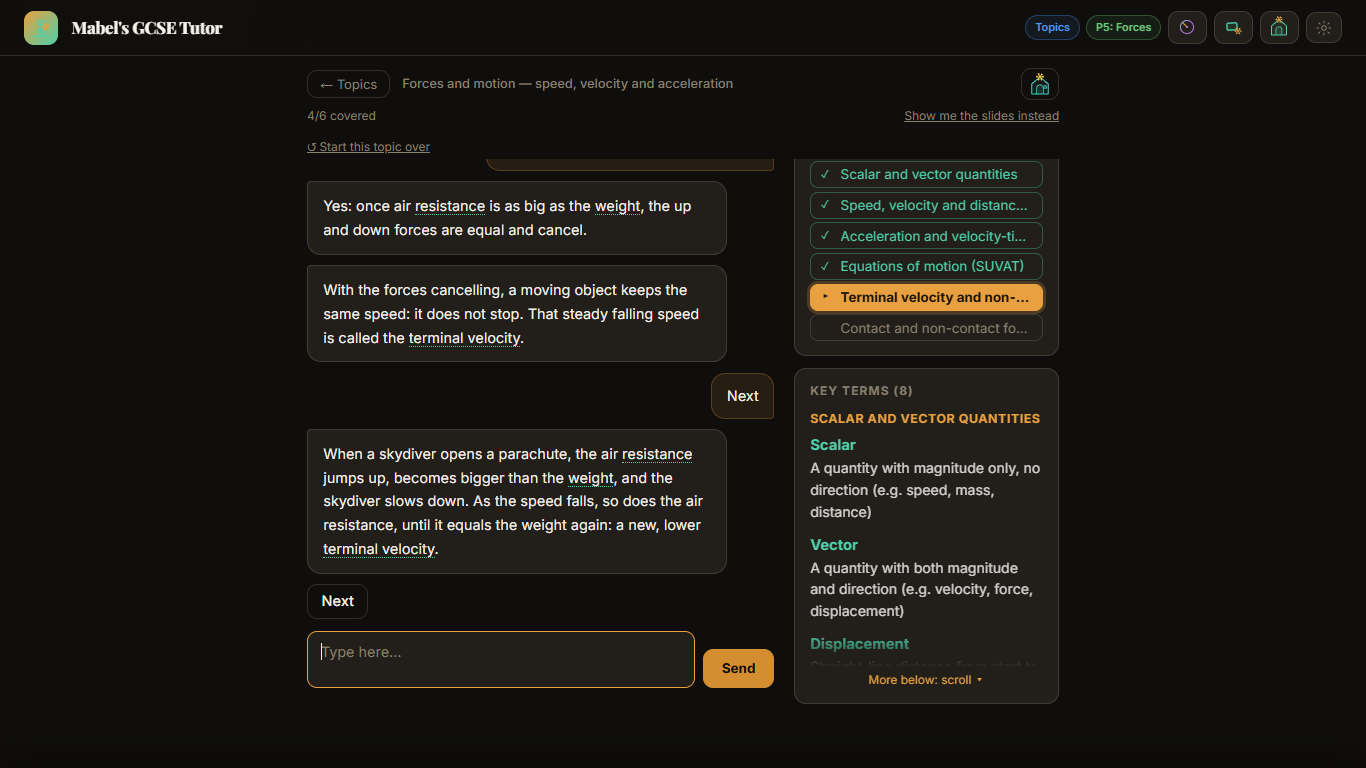 Mabel's GCSE Tutor
Topics
P5: Forces
← Topics
Forces and motion — speed, velocity and acceleration
4/6 covered
Show me the slides instead
↺ Start this topic over
Yes: once air resistance is as big as the weight, the up
and down forces are equal and cancel.
With the forces cancelling, a moving object keeps the
same speed: it does not stop. That steady falling speed
is called the terminal velocity.
Next
When a skydiver opens a parachute, the air resistance
jumps up, becomes bigger than the weight, and the
skydiver slows down. As the speed falls, so does the air
resistance, until it equals the weight again: a new, lower
terminal velocity.
Next
Type here...
Send
✓ Scalar and vector quantities
✓ Speed, velocity and distanc...
✓ Acceleration and velocity-ti...
✓ Equations of motion (SUVAT)
‣ Terminal velocity and non-...
Contact and non-contact fo...
KEY TERMS (8)
SCALAR AND VECTOR QUANTITIES
Scalar
A quantity with magnitude only, no
direction (e.g. speed, mass,
distance)
Vector
A quantity with both magnitude
and direction (e.g. velocity, force,
displacement)
Displacement
More below: scroll ▾